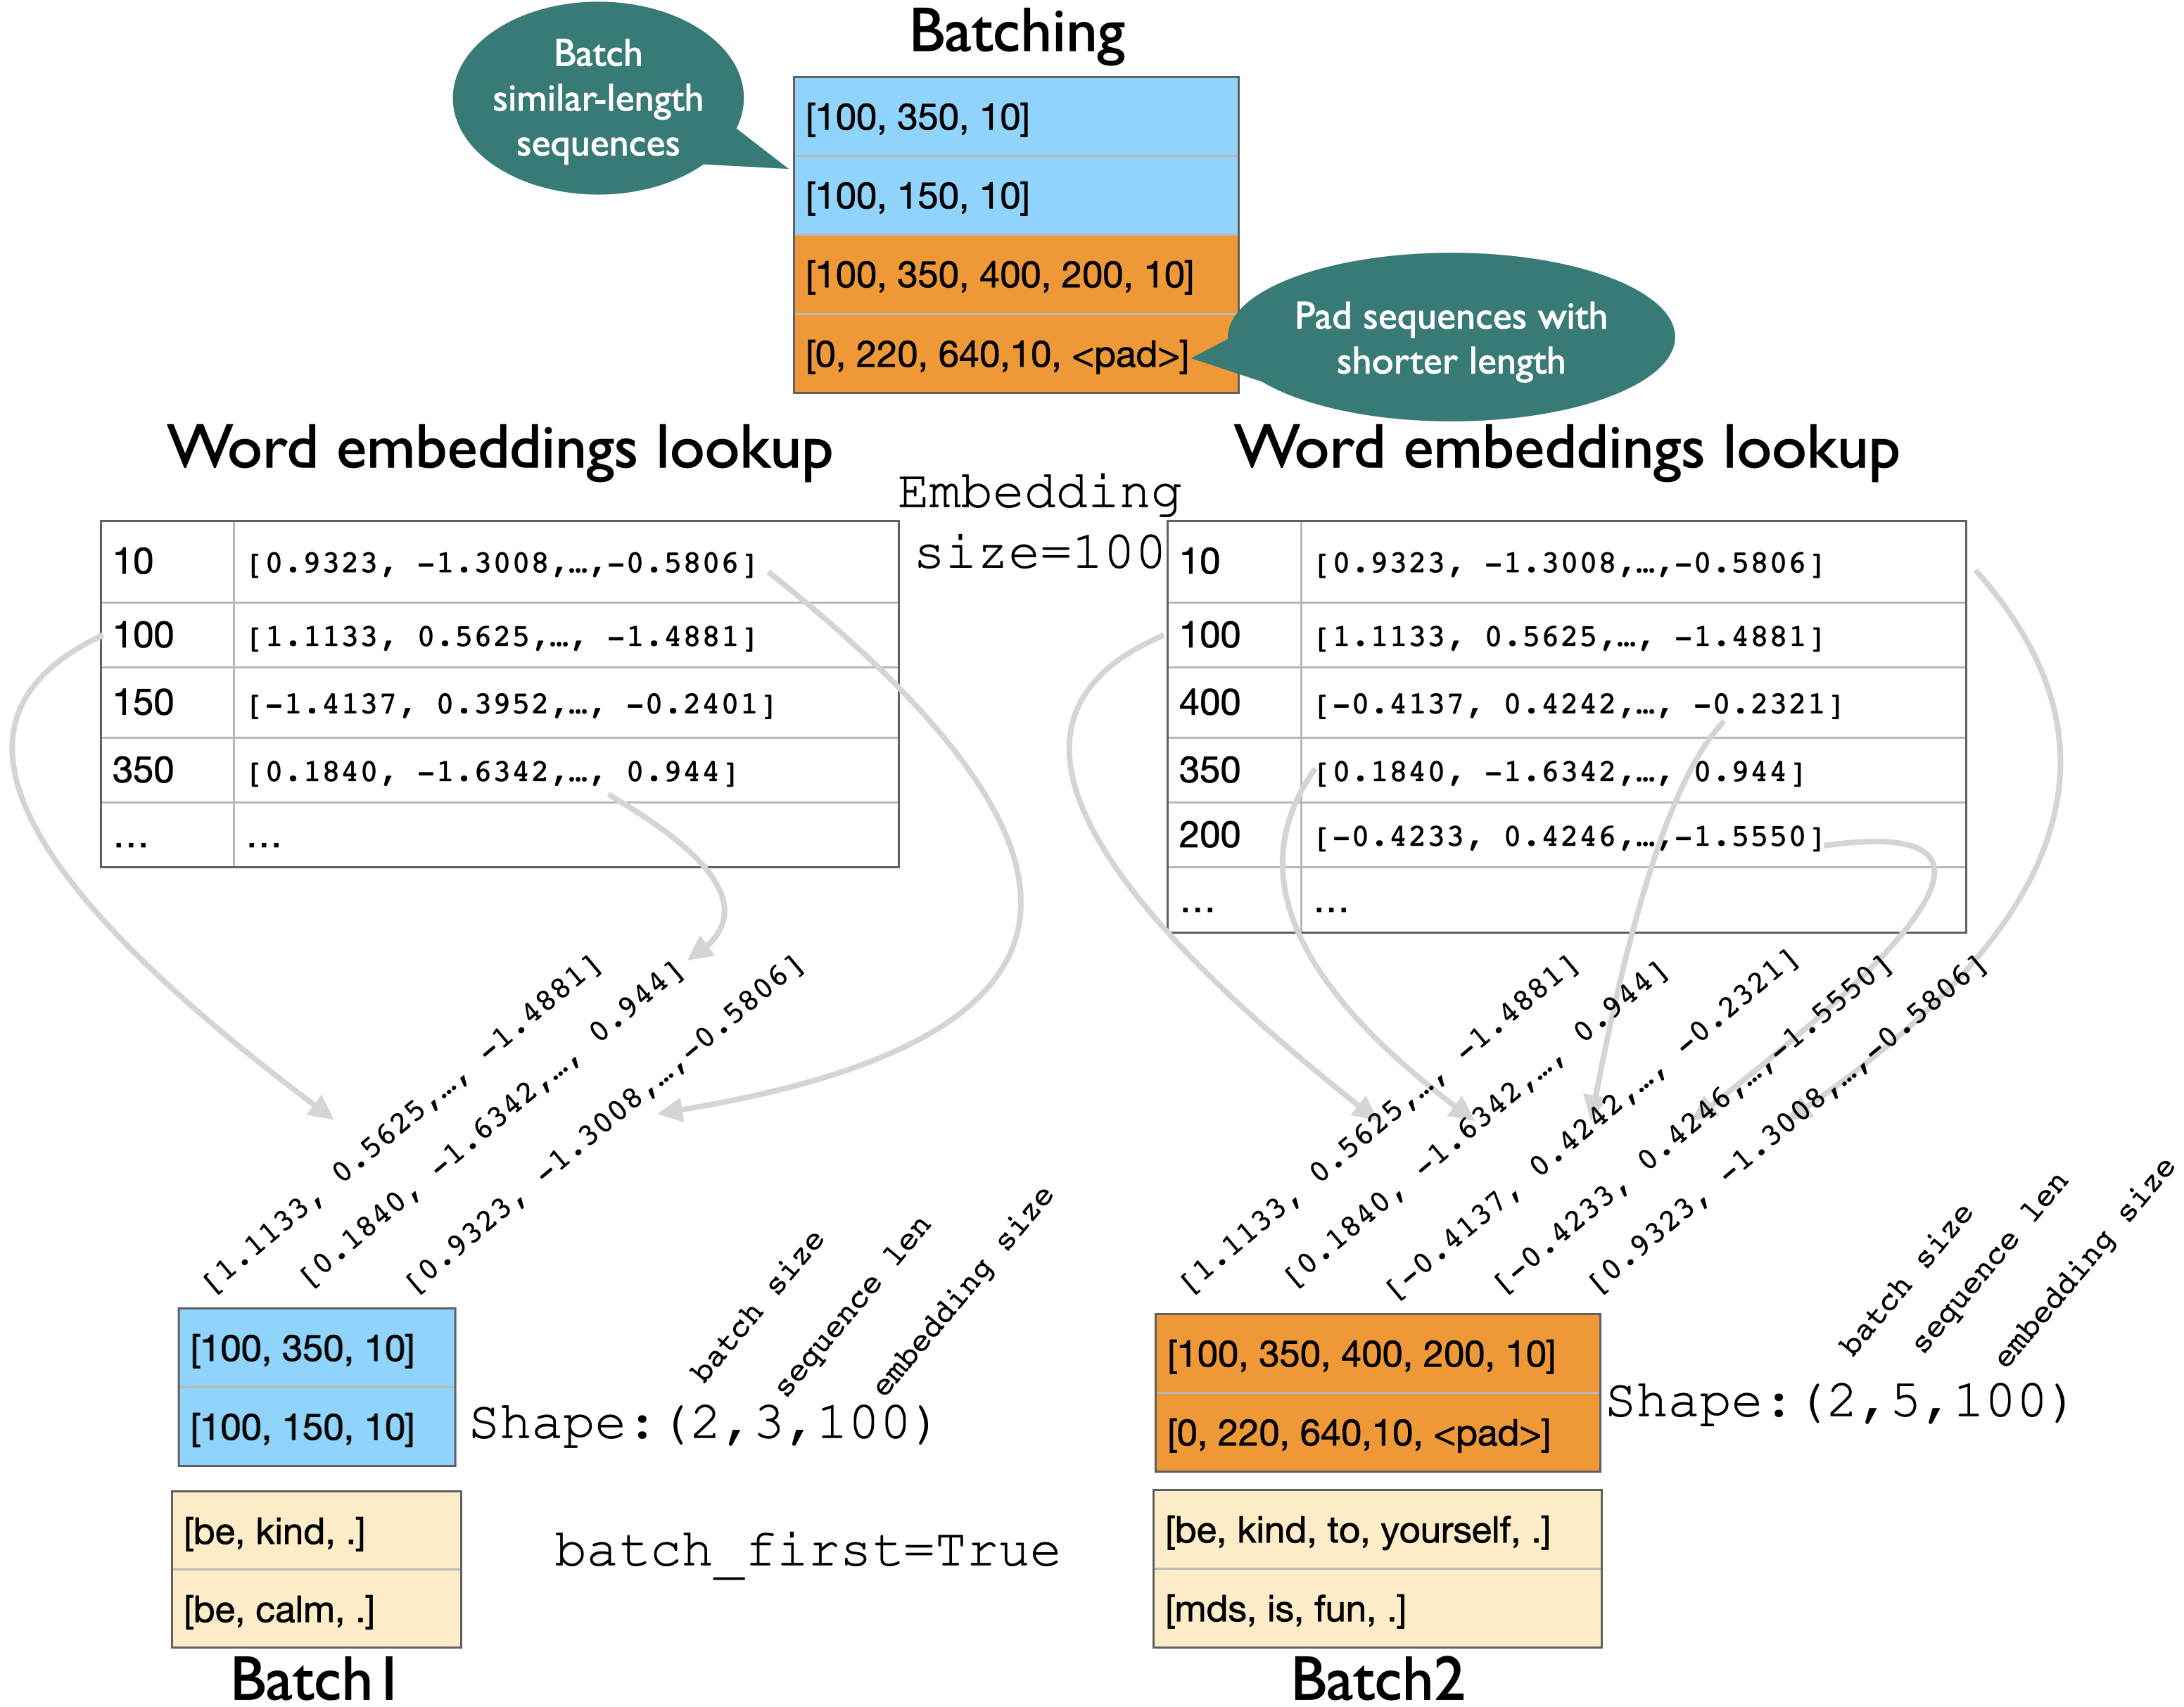 Batching
Batch
similar-length
sequences
[100, 350, 10]
[100, 150, 10]
[100, 350, 400, 200, 10]
[0, 220, 640,10, <pad>]
Pad sequences with
shorter length
Word embeddings lookup
Embedding
size=100
10 [0.9323, -1.3008,…,-0.5806]
100 [1.1133, 0.5625,…, -1.4881]
150 [-1.4137, 0.3952,…, -0.2401]
350 [0.1840, -1.6342,…, 0.944]
... ...
Word embeddings lookup
10 [0.9323, -1.3008,…,-0.5806]
100 [1.1133, 0.5625,…, -1.4881]
400 [-0.4137, 0.4242,…, -0.2321]
350 [0.1840, -1.6342,…, 0.944]
200 [-0.4233, 0.4246,…,-1.5550]
... ...
[1.1133, 0.5625,…, -1.4881]
[0.1840, -1.6342,…, 0.944]
[0.9323, -1.3008,…,-0.5806]
batch size
sequence len
embedding size
[100, 350, 10]
[100, 150, 10]
Shape:(2,3,100)
[be, kind, .]
[be, calm, .]
batch_first=True
Batch1
[1.1133, 0.5625,…, -1.4881]
[0.1840, -1.6342,…, 0.944]
[-0.4137, 0.4242,…, -0.2321]
[-0.4233, 0.4246,…,-1.5550]
[0.9323, -1.3008,…,-0.5806]
batch size
sequence len
embedding size
[100, 350, 400, 200, 10]
[0, 220, 640,10, <pad>]
Shape:(2,5,100)
[be, kind, to, yourself, .]
[mds, is, fun, .]
Batch2